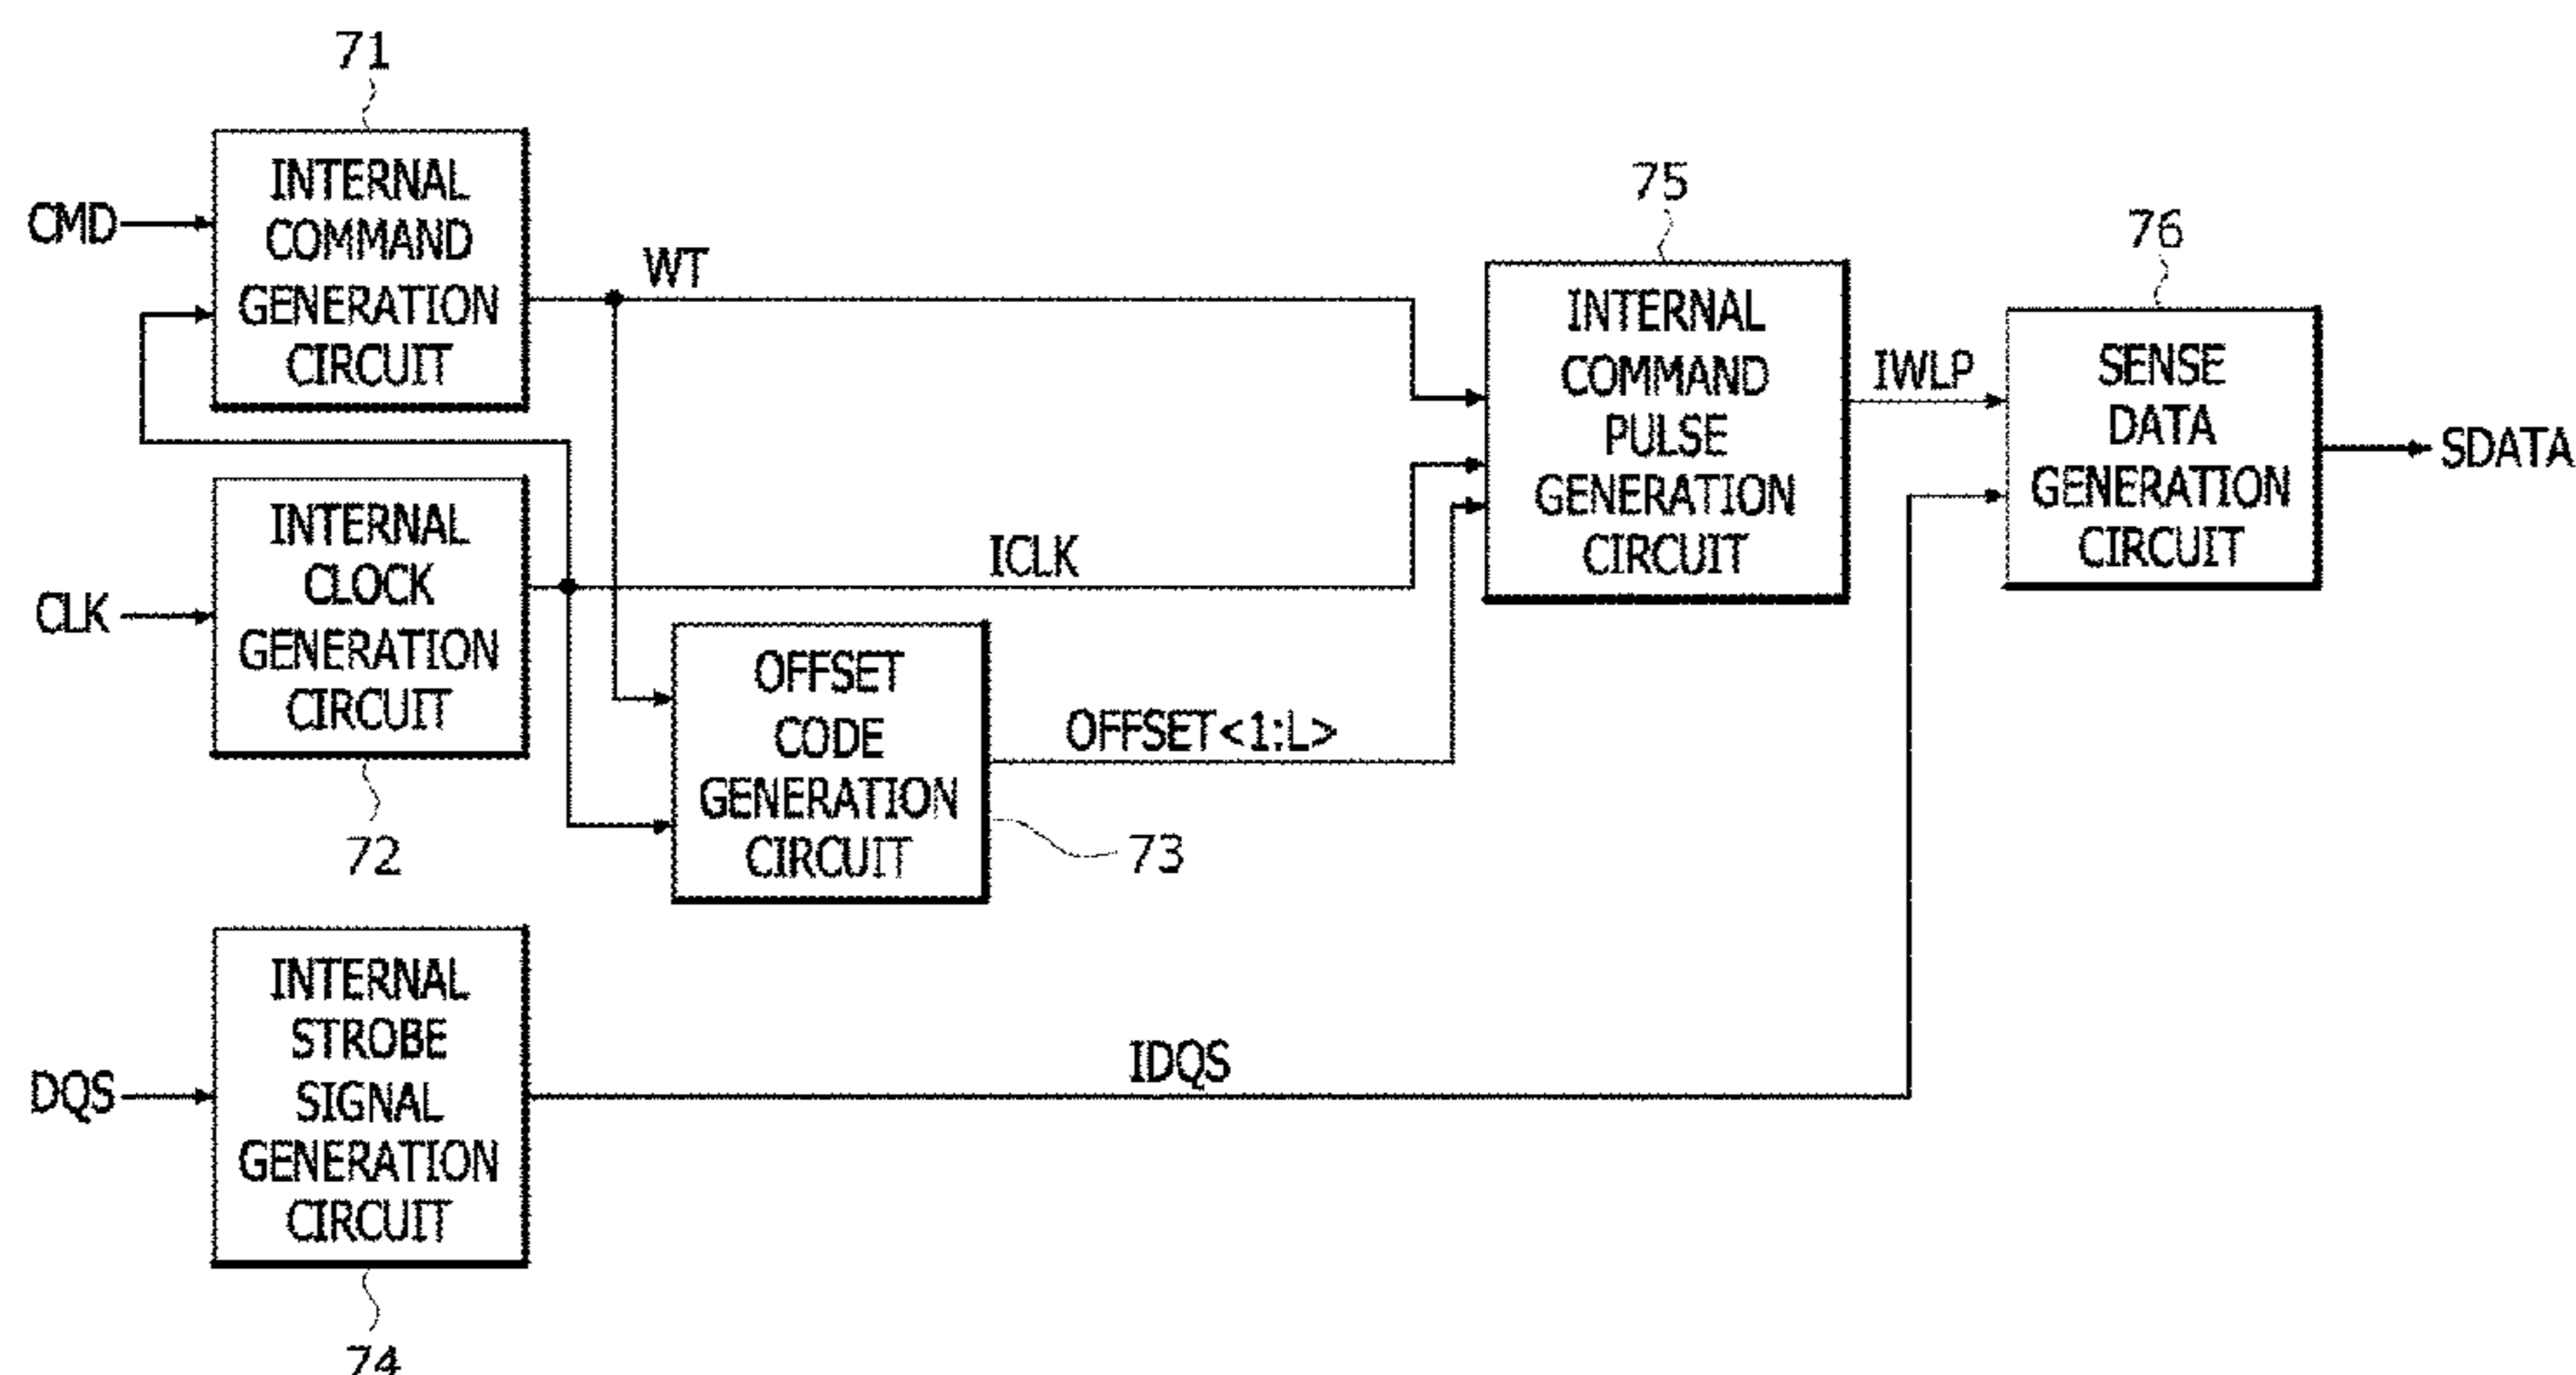 71
INTERNAL
COMMAND
GENERATION
CIRCUIT
CMD
WT
75
INTERNAL
COMMAND
PULSE
GENERATION
CIRCUIT
IWLP
76
SENSE
DATA
GENERATION
CIRCUIT
SDATA
CLK
INTERNAL
CLOCK
GENERATION
CIRCUIT
72
ICLK
OFFSET
CODE
GENERATION
CIRCUIT
73
OFFSET<1:L>
DQS
INTERNAL
STROBE
SIGNAL
GENERATION
CIRCUIT
74
IDQS